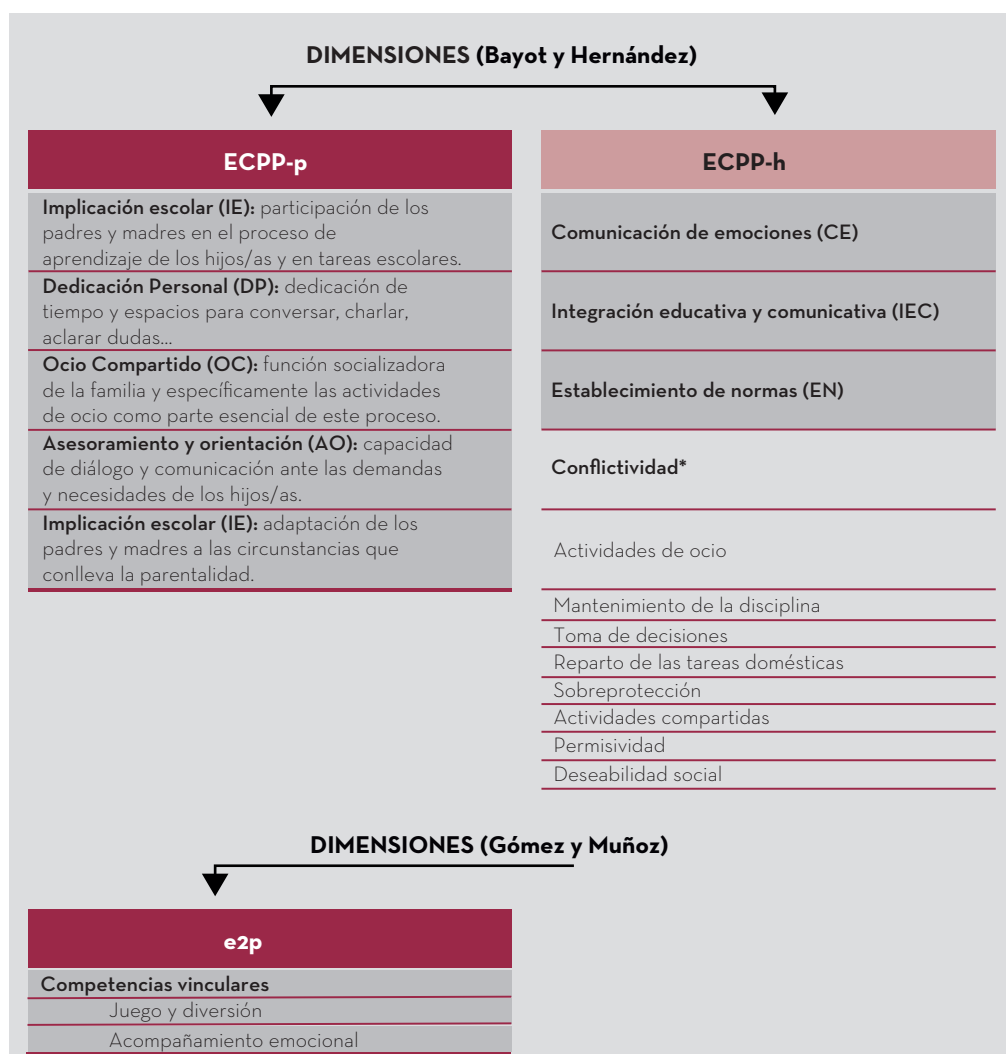 DIMENSIONES (Bayot y Hernández)
ECPP-p
Implicación escolar (IE): participación de los
padres y madres en el proceso de
aprendizaje de los hijos/as y en tareas escolares.
Dedicación Personal (DP): dedicación de
tiempo y espacios para conversar, charlar,
aclarar dudas...
Ocio Compartido (OC): función socializadora
de la familia y específicamente las actividades
de ocio como parte esencial de este proceso.
Asesoramiento y orientación (AO): capacidad
de diálogo y comunicación ante las demandas
y necesidades de los hijos/as.
Implicación escolar (IE): adaptación de los
padres y madres a las circunstancias que
conlleva la parentalidad.
ECPP-h
Comunicación de emociones (CE)
Integración educativa y comunicativa (IEC)
Establecimiento de normas (EN)
Conflictividad*
Actividades de ocio
Mantenimiento de la disciplina
Toma de decisiones
Reparto de las tareas domésticas
Sobreprotección
Actividades compartidas
Permisividad
Deseabilidad social
DIMENSIONES (Gómez y Muñoz)
e2p
Competencias vinculares
Juego y diversión
Acompañamiento emocional